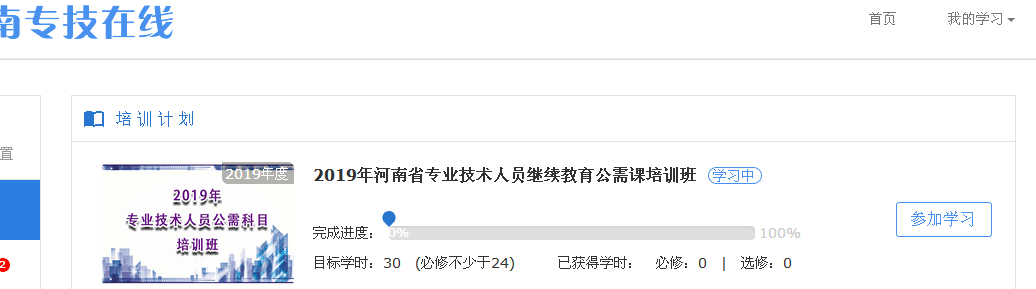 南专技在线
首页
我的学习
置
2
培训计划
2019年度
2019年
专业技术人员公需科目
培训班
2019年河南省专业技术人员继续教育公需课培训班 学习中
完成进度： 0% 100%
参加学习
目标学时：30 (必修不少于24) 已获得学时： 必修：0 | 选修：0